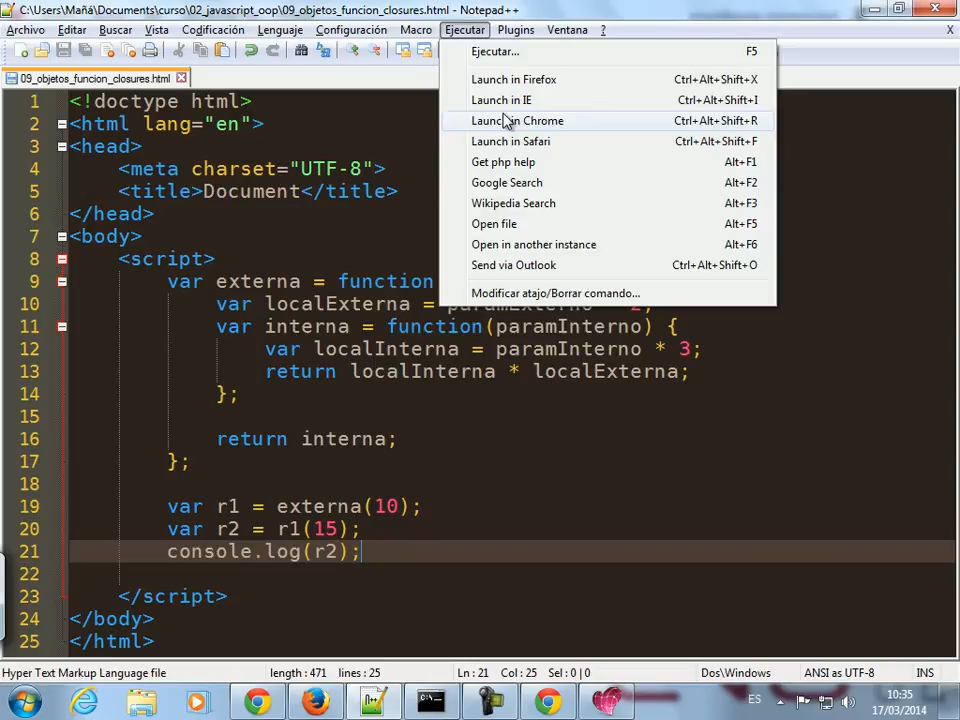 C:\Users\Mañá\Documents\curso\02_javascript_oop\09_objetos_funcion_closures.html - Notepad++
Archivo Editar Buscar Vista Codificación Lenguaje Configuración Macro Ejecutar Plugins Ventana ? X
09_objetos_funcion_closures.html
Ejecutar... F5
Launch in Firefox Ctrl+Alt+Shift+X
Launch in IE Ctrl+Alt+Shift+I
Launch in Chrome Ctrl+Alt+Shift+R
Launch in Safari Ctrl+Alt+Shift+F
Get php help Alt+F1
Google Search Alt+F2
Wikipedia Search Alt+F3
Open file Alt+F5
Open in another instance Alt+F6
Send via Outlook Ctrl+Alt+Shift+O
Modificar atajo/Borrar comando...
1 <!doctype html>
2 <html lang="en">
3 <head>
4 <meta charset="UTF-8">
5 <title>Document</title>
6 </head>
7 <body>
8 <script>
9 var externa = function
10 var localExterna =
11 var interna = function(paramInterno) {
12 var localInterna = paramInterno * 3;
13 return localInterna * localExterna;
14 };
15
16 return interna;
17 };
18
19 var r1 = externa(10);
20 var r2 = r1(15);
21 console.log(r2);
22
23 </script>
24 </body>
25 </html>
Hyper Text Markup Language file length : 471 lines : 25 Ln : 21 Col : 25 Sel : 0 | 0 Dos\Windows ANSI as UTF-8 INS
ES 10:35
17/03/2014